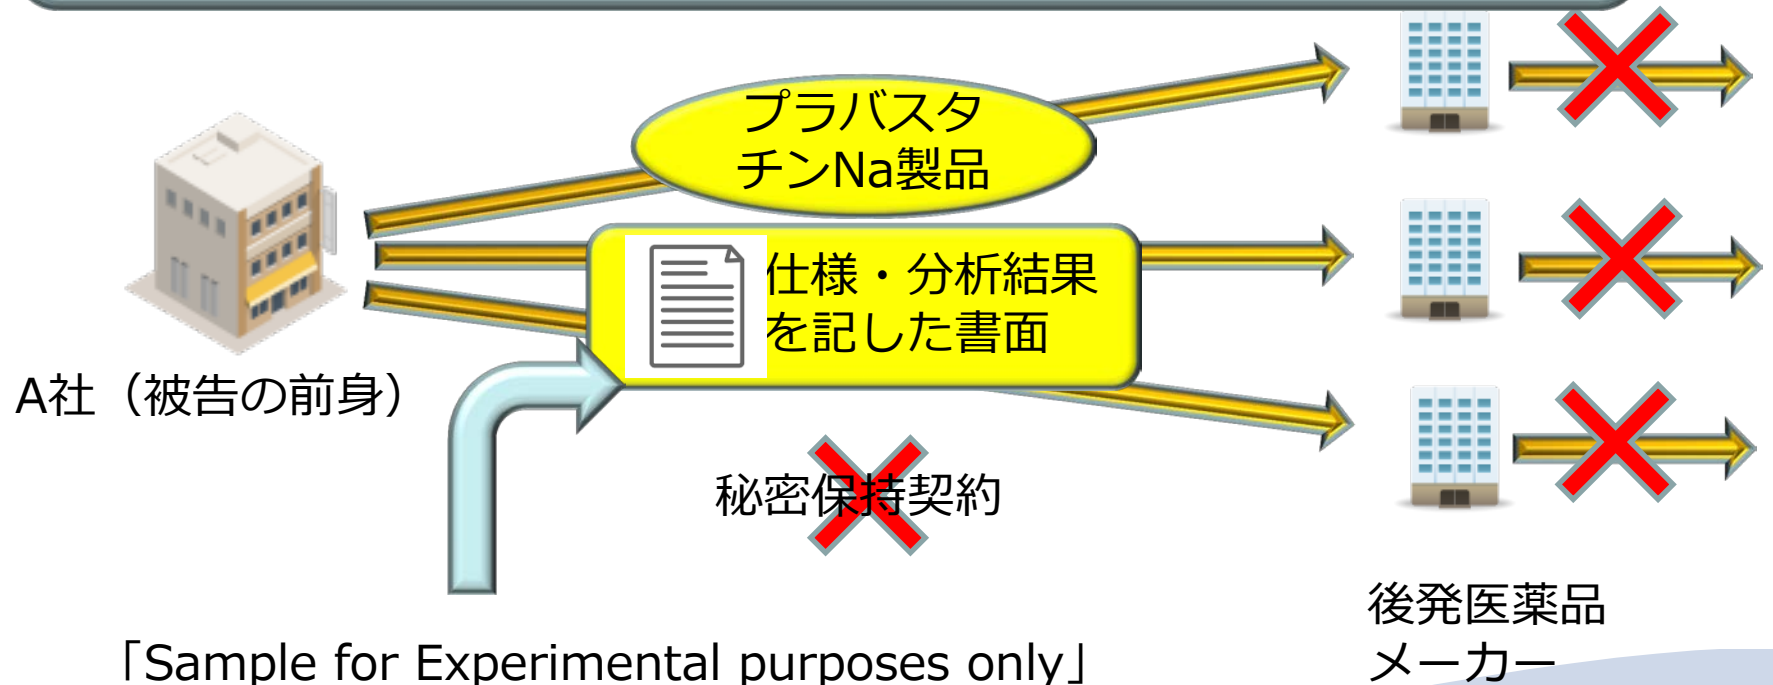 プラバスタ
チンNa製品
仕様・分析結果
を記した書面
A社（被告の前身）
秘密保持契約
後発医薬品
メーカー
「Sample for Experimental purposes only」